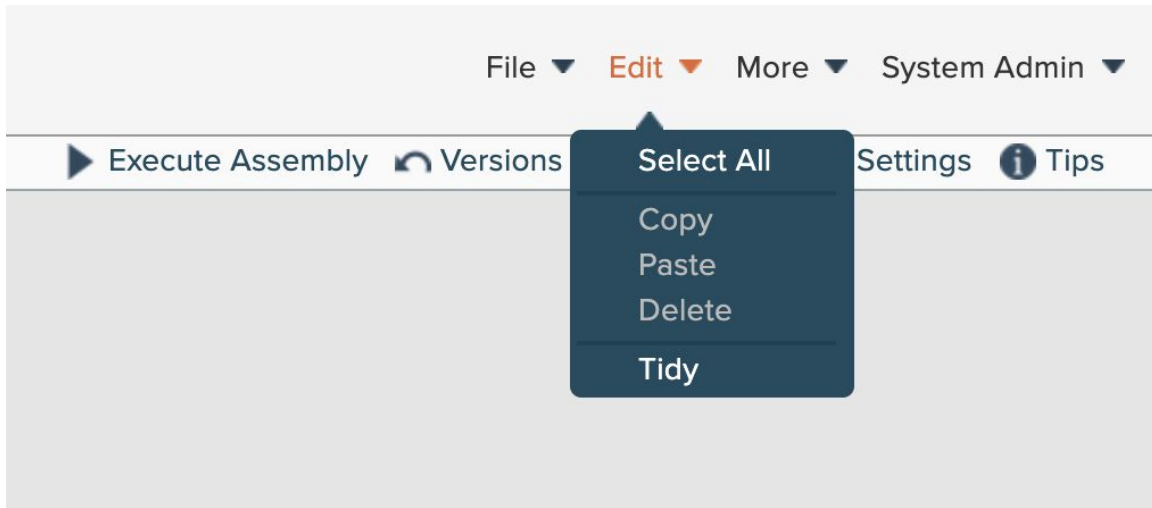 File Edit More System Admin
Execute Assembly Versions Settings Tips
Select All
Copy
Paste
Delete
Tidy